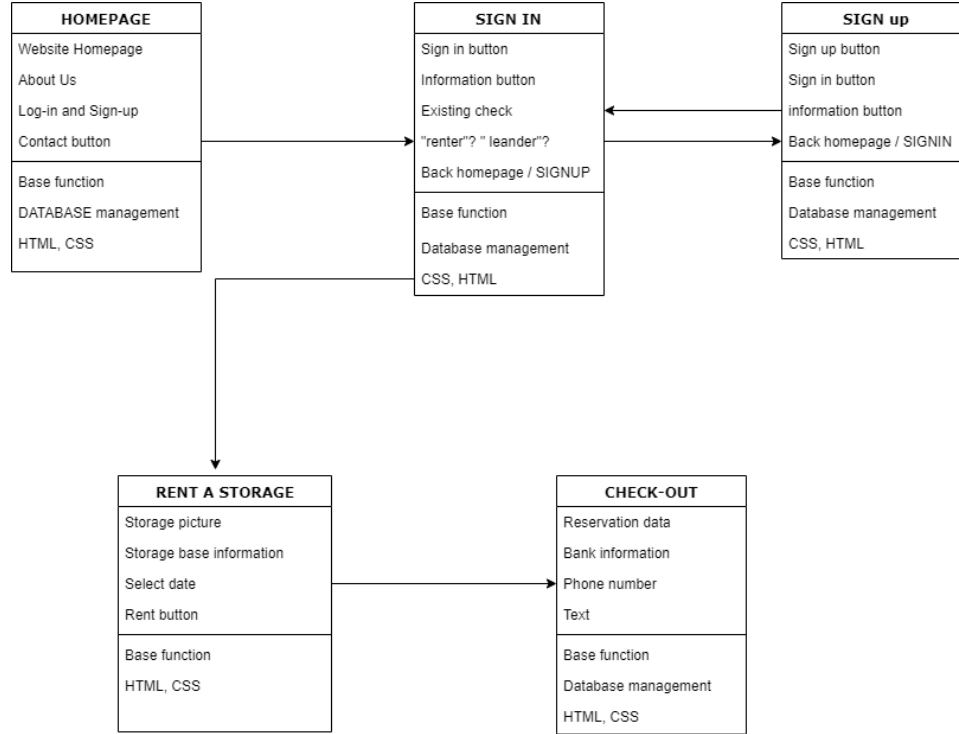 HOMEPAGE
Website Homepage
About Us
Log-in and Sign-up
Contact button
Base function
DATABASE management
HTML, CSS
SIGN IN
Sign in button
Information button
Existing check
"renter"? " leander"?
Back homepage / SIGNUP
Base function
Database management
CSS, HTML
SIGN up
Sign up button
Sign in button
information button
Back homepage / SIGNIN
Base function
Database management
CSS, HTML
RENT A STORAGE
Storage picture
Storage base information
Select date
Rent button
Base function
HTML, CSS
CHECK-OUT
Reservation data
Bank information
Phone number
Text
Base function
Database management
HTML, CSS